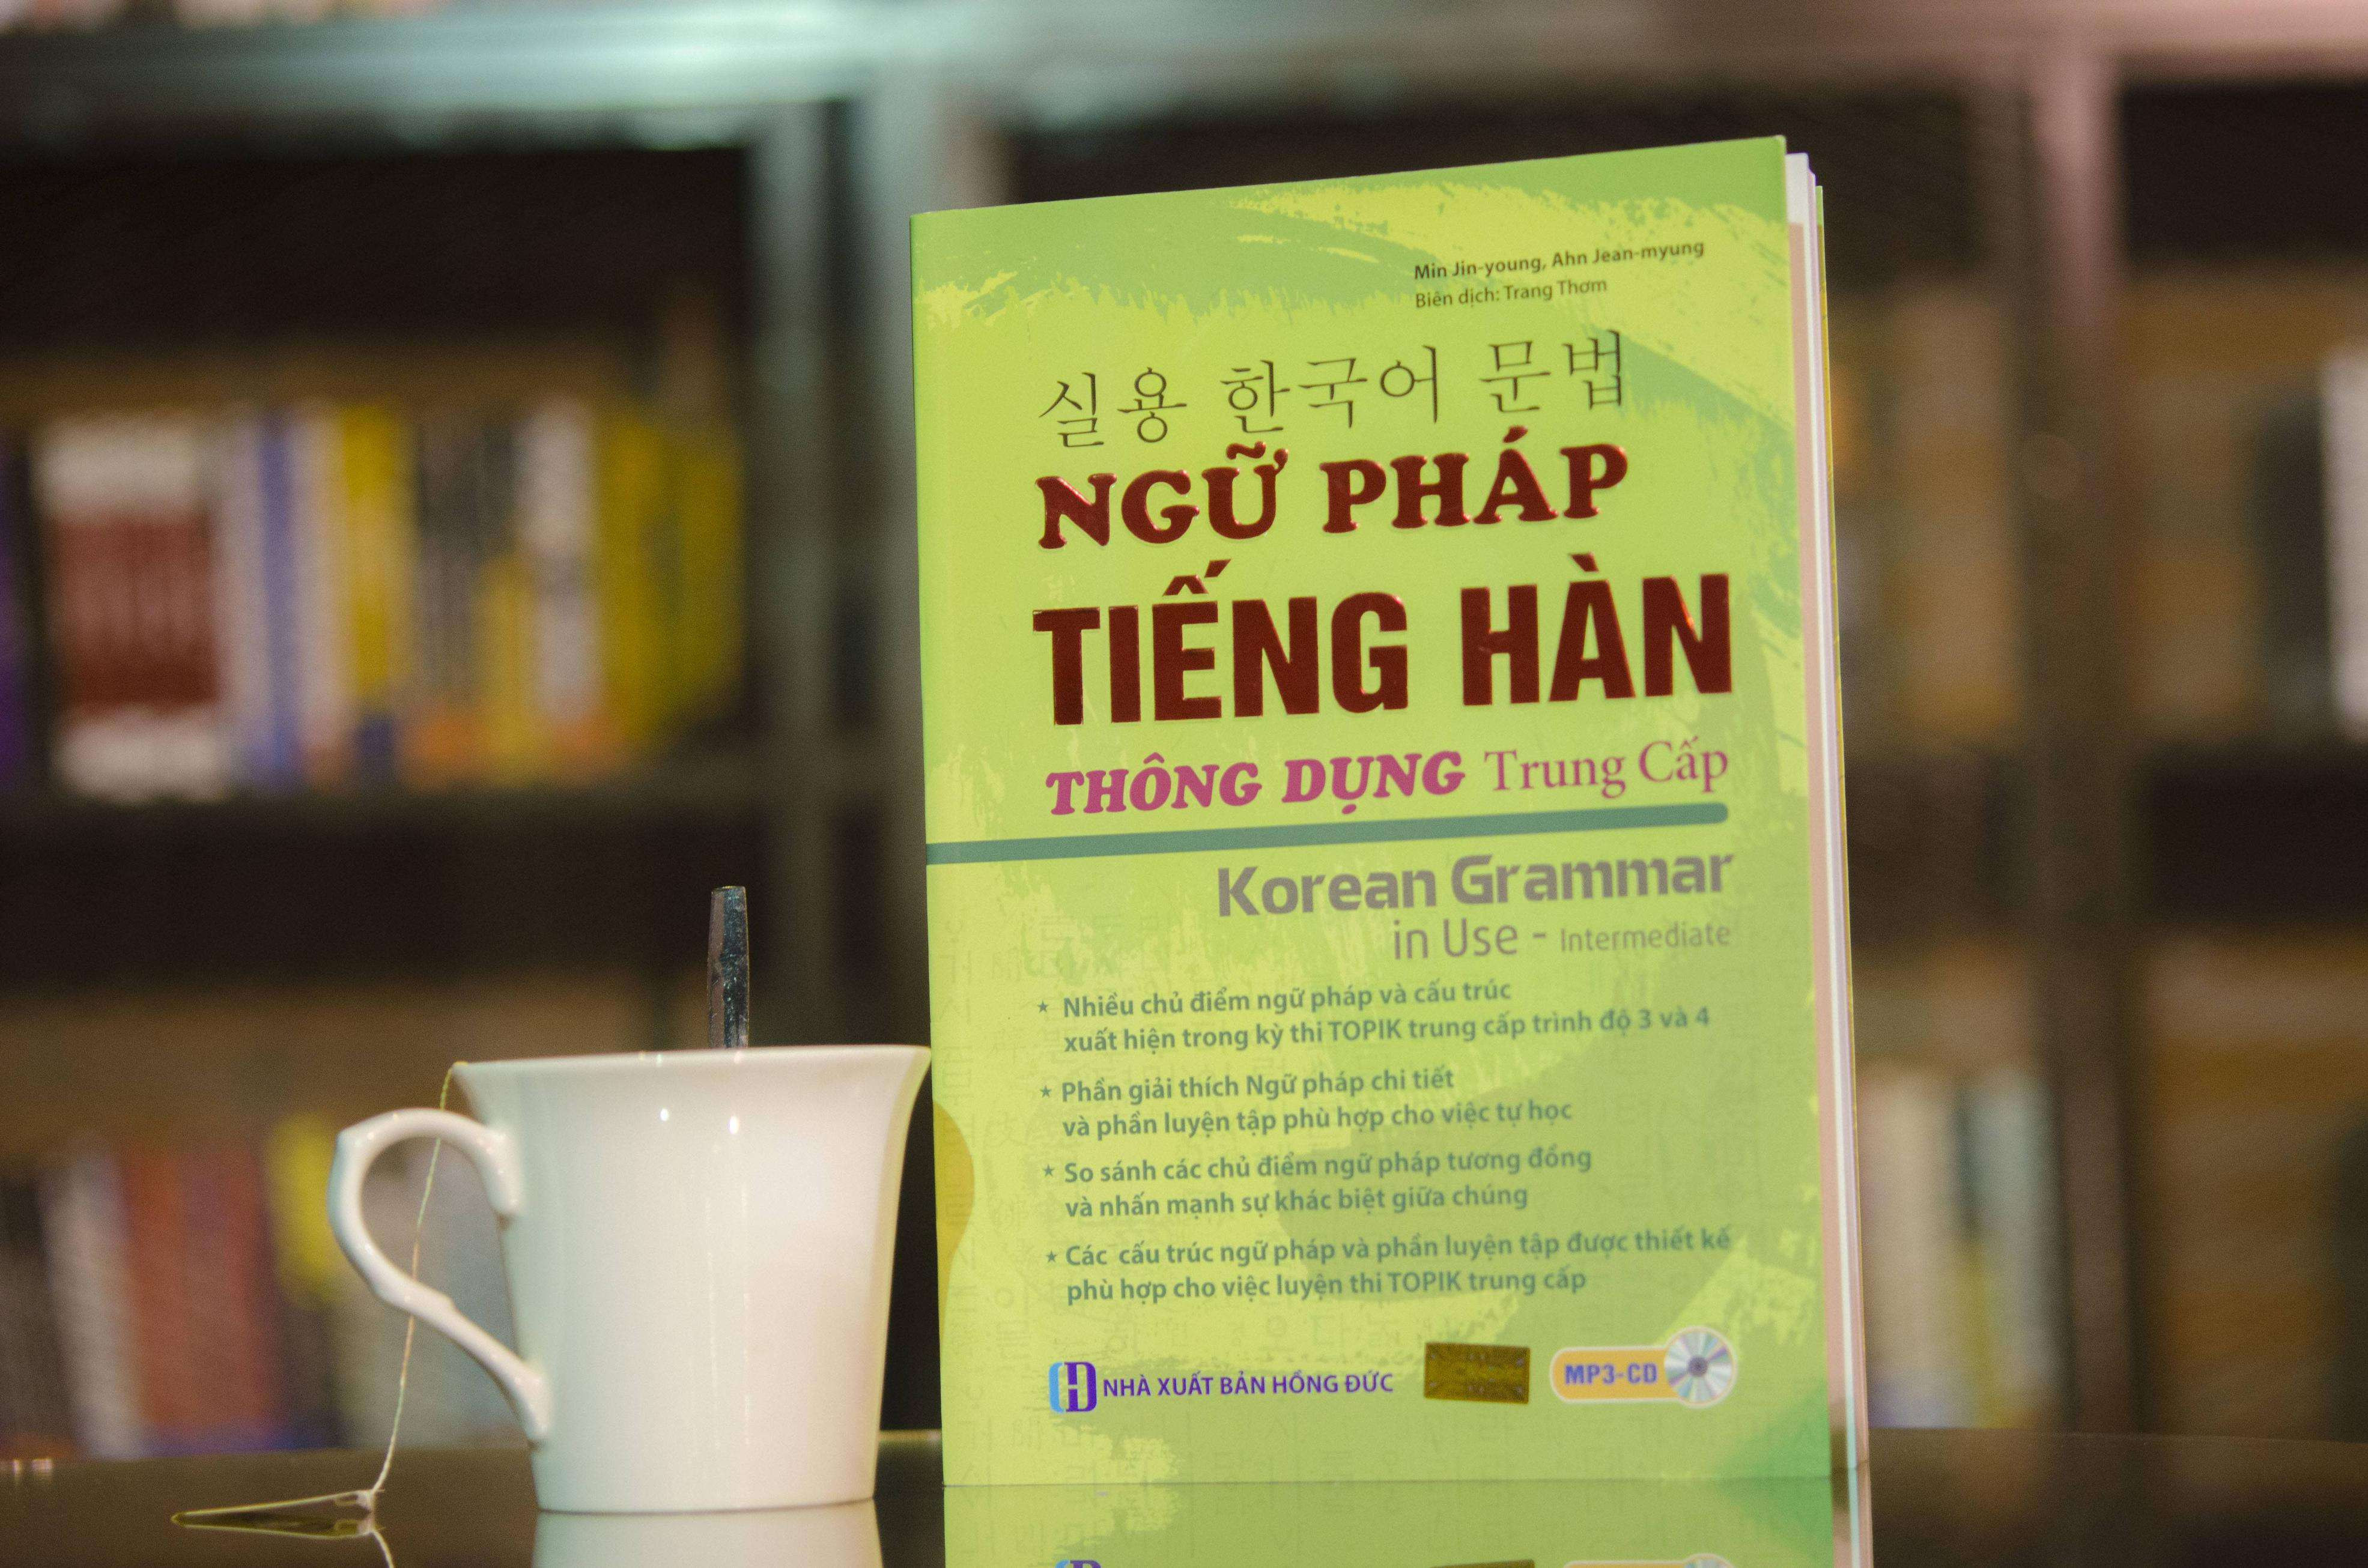 Min Jin-young, Ahn Jean-myung
Biên dịch: Trang Thơm
실용 한국어 문법
NGỮ PHÁP
TIẾNG HÀN
THÔNG DỤNG Trung Cấp
Korean Grammar
in Use - Intermediate
★ Nhiều chủ điểm ngữ pháp và cấu trúc
xuất hiện trong kỳ thi TOPIK trung cấp trình độ 3 và 4
★ Phần giải thích Ngữ pháp chi tiết
và phần luyện tập phù hợp cho việc tự học
★ So sánh các chủ điểm ngữ pháp tương đồng
và nhấn mạnh sự khác biệt giữa chúng
★ Các cấu trúc ngữ pháp và phần luyện tập được thiết kế
phù hợp cho việc luyện thi TOPIK trung cấp
HD NHÀ XUẤT BẢN HỒNG ĐỨC
MP3-CD